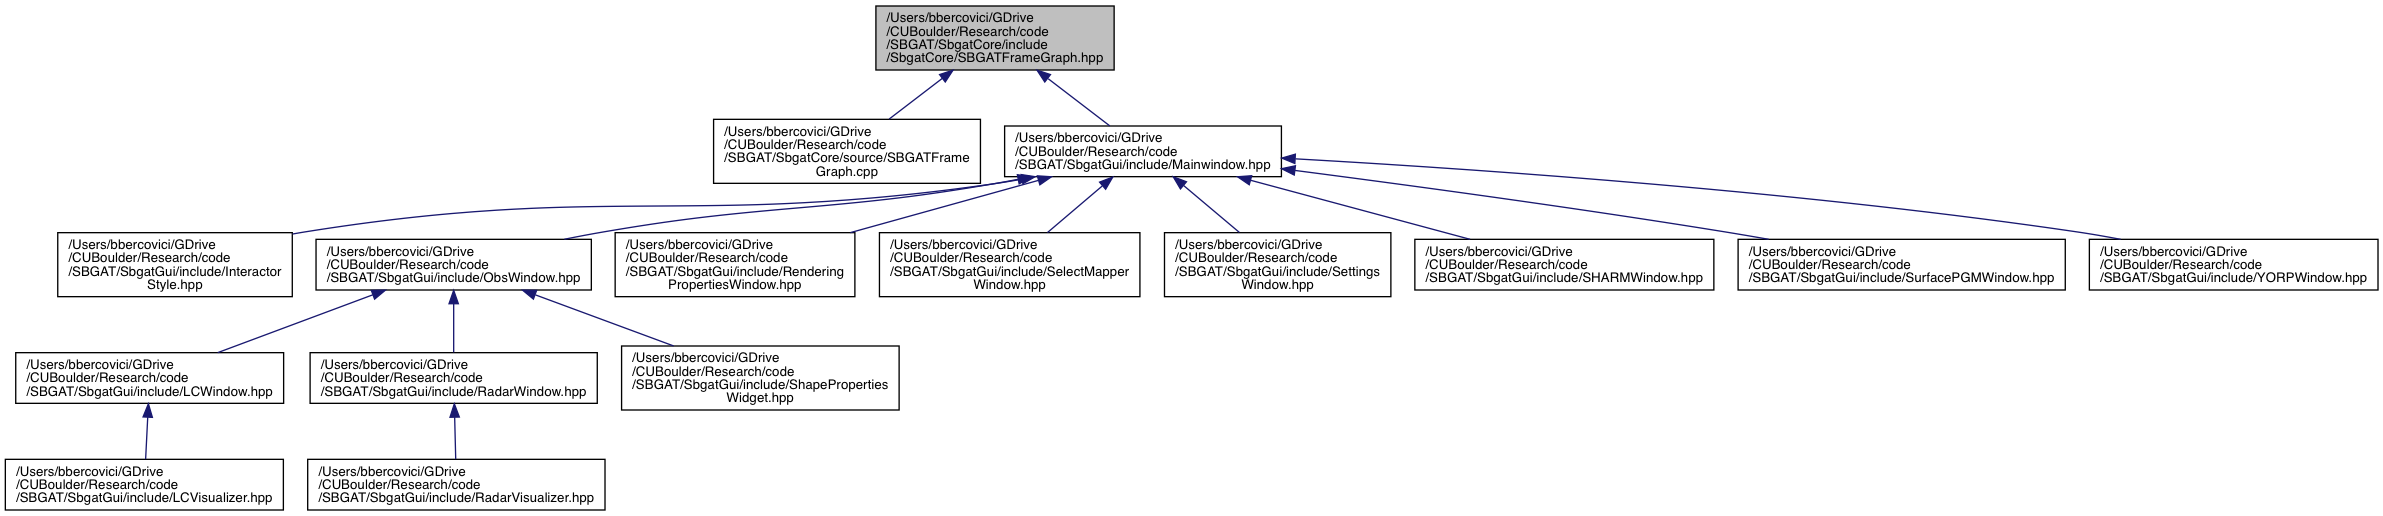 /Users/bbercovici/GDrive
/CUBoulder/Research/code
/SBGAT/SbgatCore/include
/SbgatCore/SBGATFrameGraph.hpp
/Users/bbercovici/GDrive
/CUBoulder/Research/code
/SBGAT/SbgatCore/source/SBGATFrame
Graph.cpp
/Users/bbercovici/GDrive
/CUBoulder/Research/code
/SBGAT/SbgatGui/include/Mainwindow.hpp
/Users/bbercovici/GDrive
/CUBoulder/Research/code
/SBGAT/SbgatGui/include/Interactor
Style.hpp
/Users/bbercovici/GDrive
/CUBoulder/Research/code
/SBGAT/SbgatGui/include/ObsWindow.hpp
/Users/bbercovici/GDrive
/CUBoulder/Research/code
/SBGAT/SbgatGui/include/Rendering
PropertiesWindow.hpp
/Users/bbercovici/GDrive
/CUBoulder/Research/code
/SBGAT/SbgatGui/include/SelectMapper
Window.hpp
/Users/bbercovici/GDrive
/CUBoulder/Research/code
/SBGAT/SbgatGui/include/Settings
Window.hpp
/Users/bbercovici/GDrive
/CUBoulder/Research/code
/SBGAT/SbgatGui/include/SHARMWindow.hpp
/Users/bbercovici/GDrive
/CUBoulder/Research/code
/SBGAT/SbgatGui/include/SurfacePGMWindow.hpp
/Users/bbercovici/GDrive
/CUBoulder/Research/code
/SBGAT/SbgatGui/include/YORPWindow.hpp
/Users/bbercovici/GDrive
/CUBoulder/Research/code
/SBGAT/SbgatGui/include/LCWindow.hpp
/Users/bbercovici/GDrive
/CUBoulder/Research/code
/SBGAT/SbgatGui/include/RadarWindow.hpp
/Users/bbercovici/GDrive
/CUBoulder/Research/code
/SBGAT/SbgatGui/include/ShapeProperties
Widget.hpp
/Users/bbercovici/GDrive
/CUBoulder/Research/code
/SBGAT/SbgatGui/include/LCVisualizer.hpp
/Users/bbercovici/GDrive
/CUBoulder/Research/code
/SBGAT/SbgatGui/include/RadarVisualizer.hpp